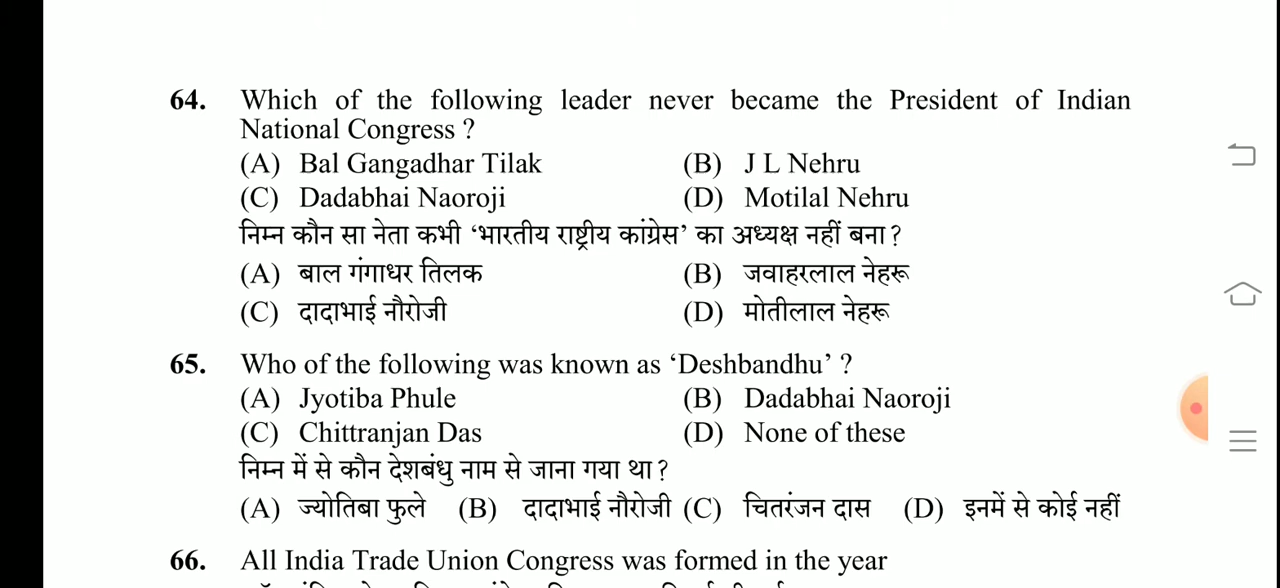 64. Which of the following leader never became the President of Indian
National Congress ?
(A) Bal Gangadhar Tilak (B) J L Nehru
(C) Dadabhai Naoroji (D) Motilal Nehru
निम्न कौन सा नेता कभी ‘भारतीय राष्ट्रीय कांग्रेस’ का अध्यक्ष नहीं बना ?
(A) बाल गंगाधर तिलक (B) जवाहरलाल नेहरू
(C) दादाभाई नौरोजी (D) मोतीलाल नेहरू
65. Who of the following was known as ‘Deshbandhu’ ?
(A) Jyotiba Phule (B) Dadabhai Naoroji
(C) Chittranjan Das (D) None of these
निम्न में से कौन देशबंधु नाम से जाना गया था ?
(A) ज्योतिबा फुले (B) दादाभाई नौरोजी (C) चितरंजन दास (D) इनमें से कोई नहीं
66. All India Trade Union Congress was formed in the year